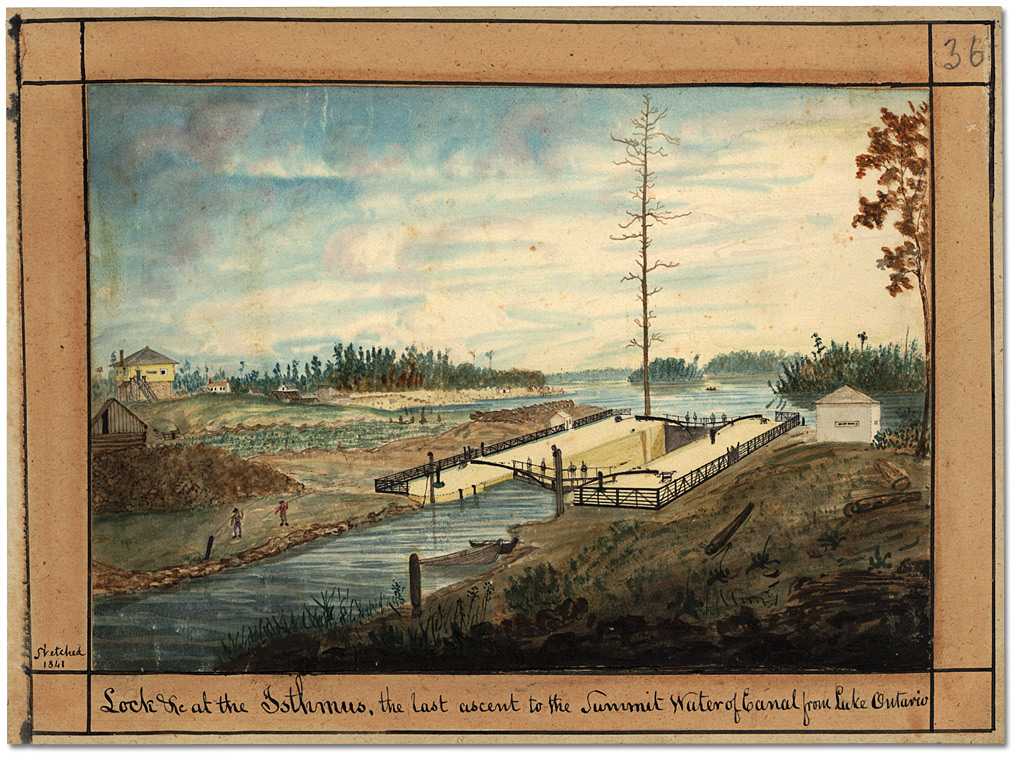 36
Sketched
1841
Lock &c at the Isthmus, the last ascent to the Summit Water of Canal from Lake Ontario